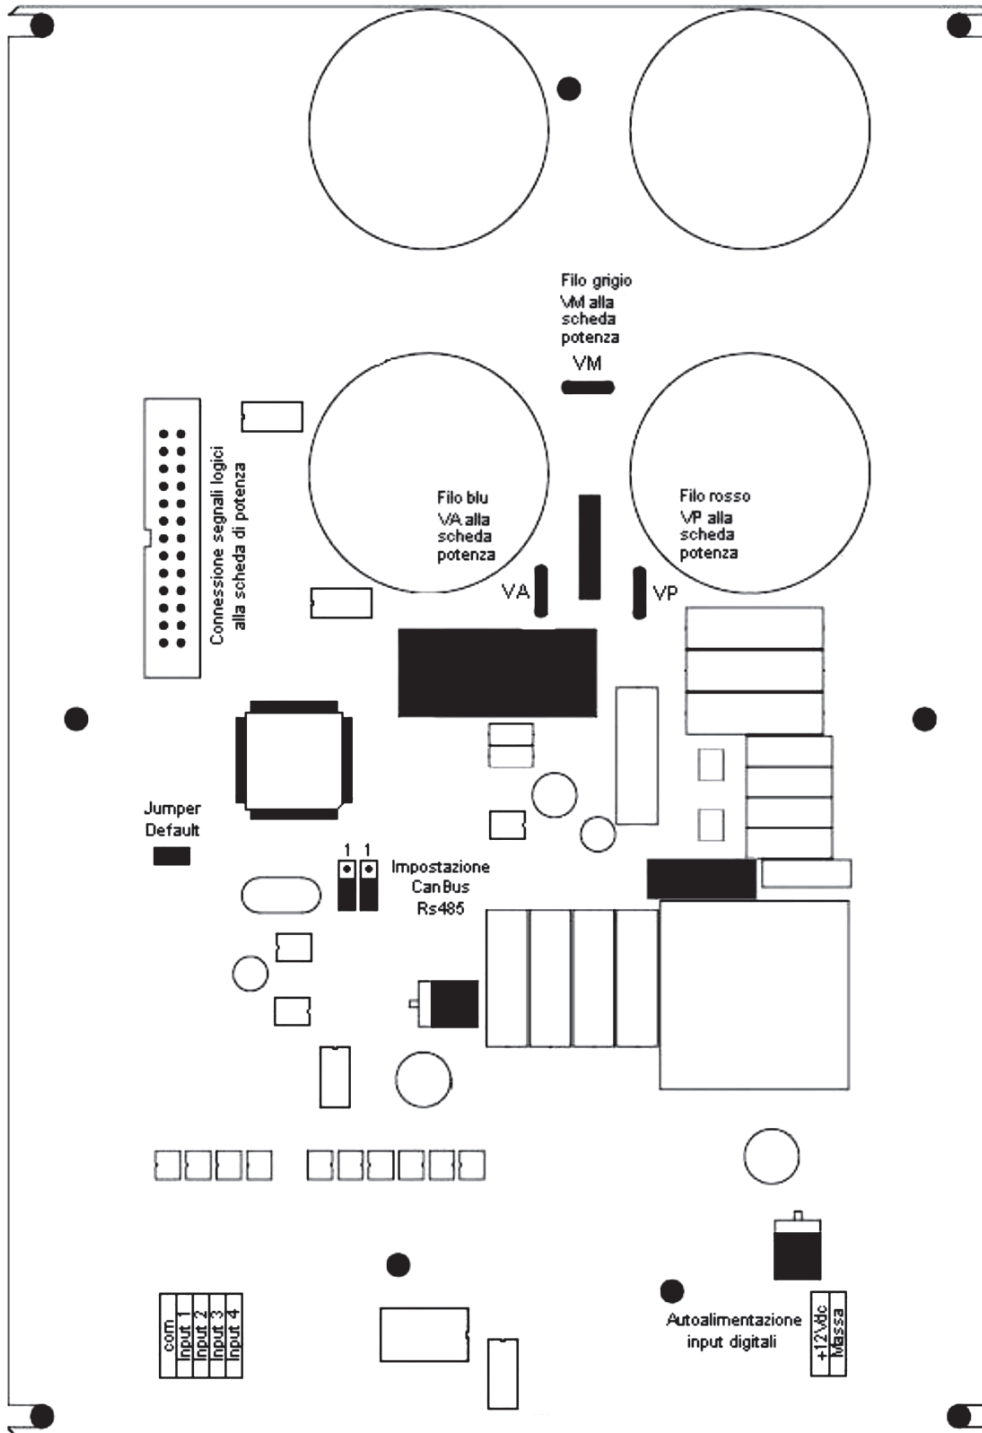 Filo grigio
VM alla
scheda
potenza
VM
Connessione segnali logici
alla scheda di potenza
Filo blu
VA alla
scheda
potenza
Filo rosso
VP alla
scheda
potenza
VA
VP
Jumper
Default
1 1
Impostazione
CanBus
Rs485
com
Input 1
Input 2
Input 3
Input 4
Autoalimentazione
input digitali
+12Vdc
Massa